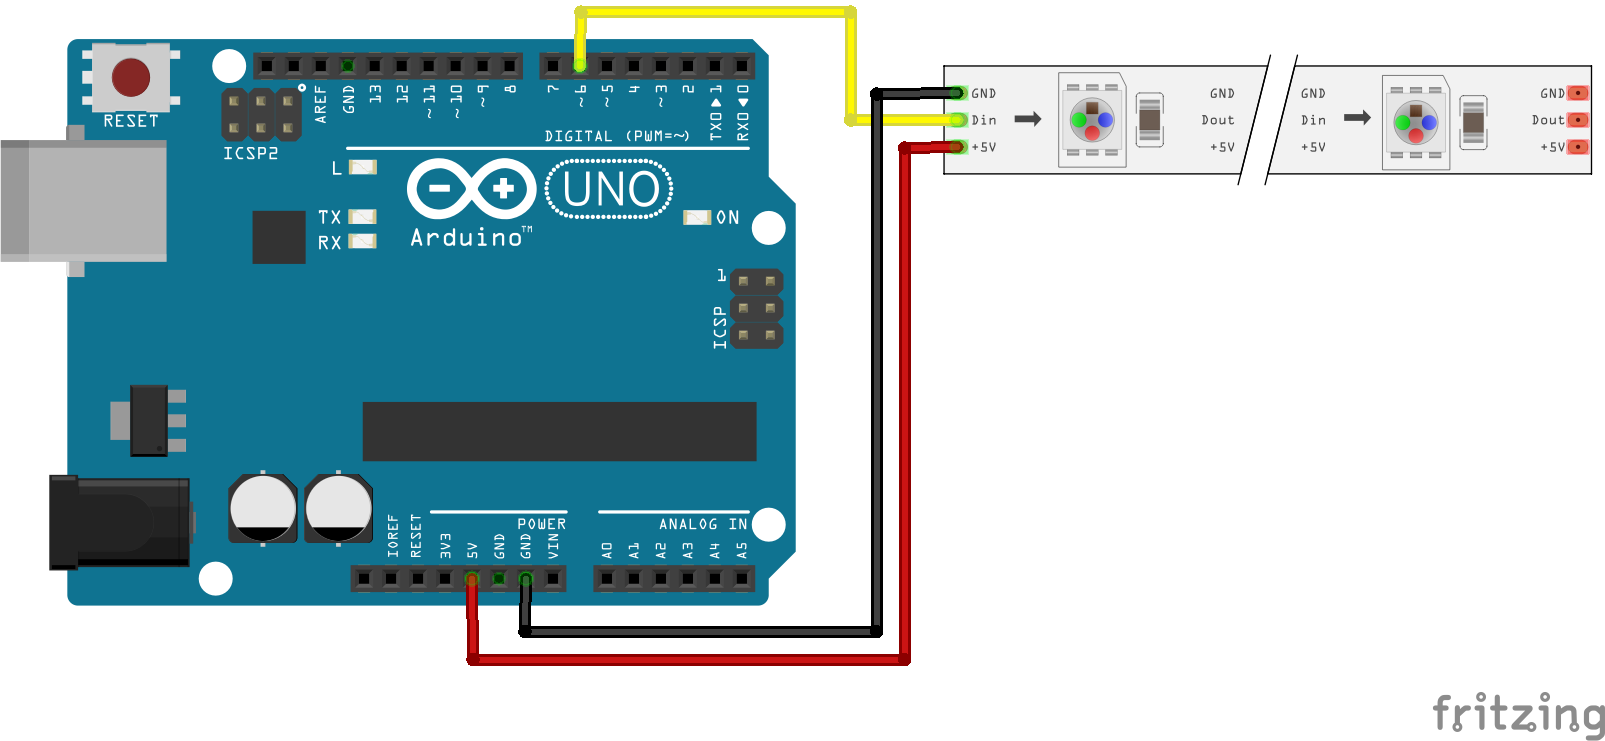 RESET
ICSP2
AREF
GND
13
12
~11
~10
~9
8
7
~6
~5
4
~3
2
TX0 ▶ 1
RX0 ◀ 0
DIGITAL (PWM=~)
L
TX
RX
UNO
Arduino™
ON
1
ICSP
IOREF
RESET
3V3
5V
GND
GND
VIN
POWER
ANALOG IN
A0
A1
A2
A3
A4
A5
GND
Din
+5V
GND
Dout
+5V
GND
Din
+5V
GND
Dout
+5V
fritzing